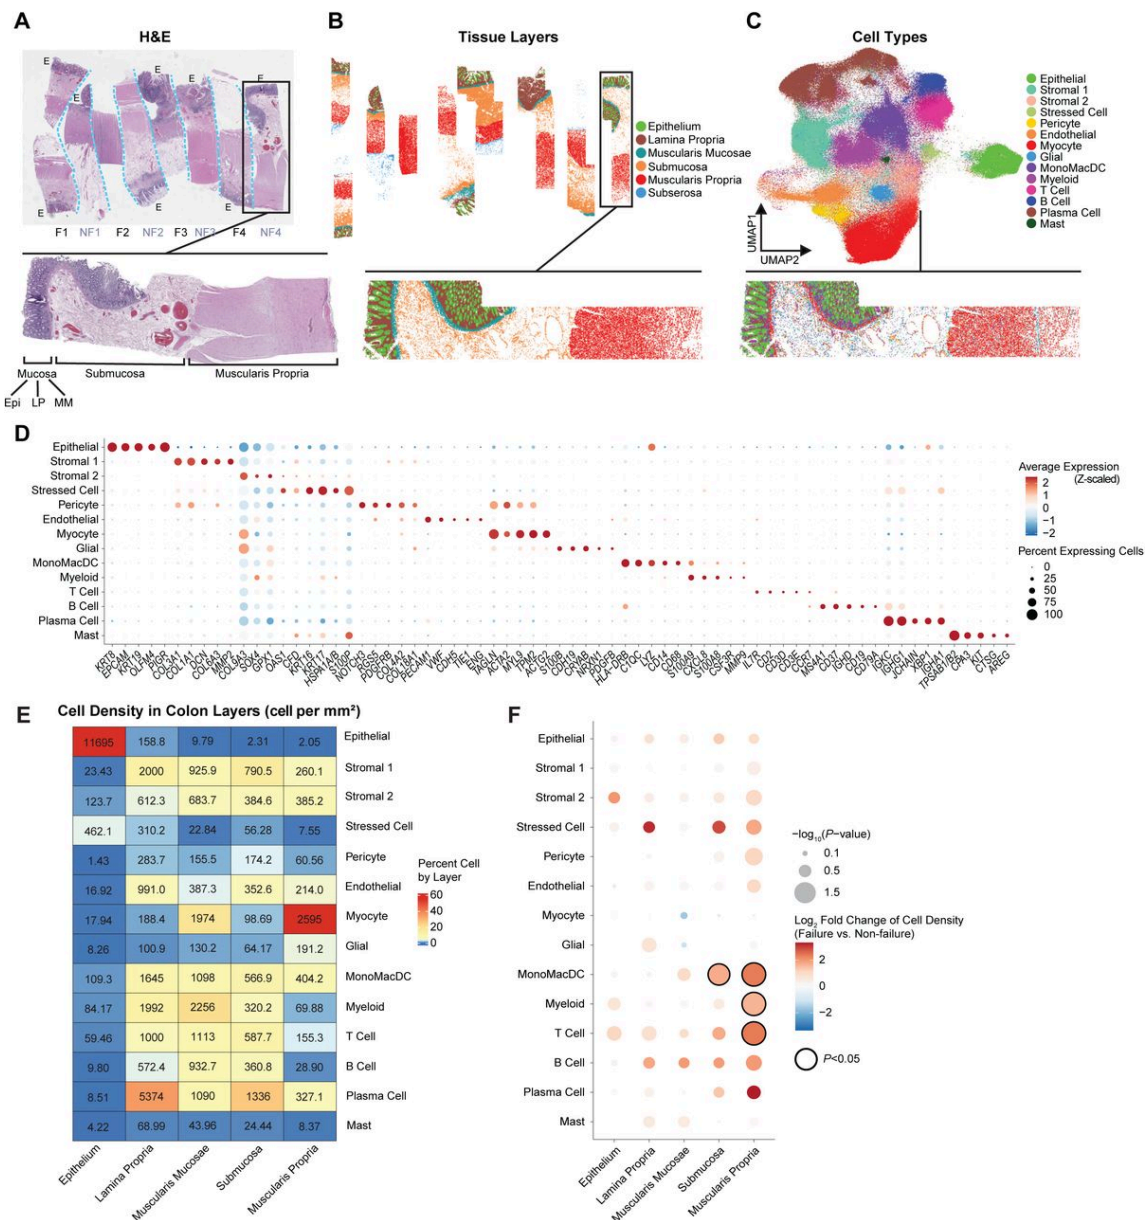 A
H&E
E
E
E
E
E
E
E
E
F1 NF1 F2 NF2 F3 NF3 F4 NF4
Mucosa
Submucosa
Muscularis Propria
Epi LP MM
B
Tissue Layers
Epithelium
Lamina Propria
Muscularis Mucosae
Submucosa
Muscularis Propria
Subserosa
C
Cell Types
Epithelial
Stromal 1
Stromal 2
Stressed Cell
Pericyte
Endothelial
Myocyte
Glial
MonoMacDC
Myeloid
T Cell
B Cell
Plasma Cell
Mast
UMAP1
UMAP2
D
Epithelial
Stromal 1
Stromal 2
Stressed Cell
Pericyte
Endothelial
Myocyte
Glial
MonoMacDC
Myeloid
T Cell
B Cell
Plasma Cell
Mast
KRT8 EPCAM KRT19 OLFM4 PIGR COL3A1 COL1A1 DCN COL6A3 MMP2 COL6A3 SOX4 GPX1 OAS1 CFD KRT16 KRT17 HSPA1A/B S100P NOTCH3 RGS5 PDGFRB COL4A2 COL18A1 PECAM1 VWF CDH5 TIE1 ENG TAGLN ACTA2 MYL9 TPM2 ACTG2 S100B CDH19 CRYAB NRXN1 PDGFB HLA-DRB C1QC LYZ CD14 CD68 S100A9 CXCL8 S100A8 CSF3R MMP9 IL7R CD2 CD3D CD3E CCR7 MS4A1 CD37 IGHD CD19 CD79A IGKC IGHG1 JCHAIN XBP1 IGHA1 TPSAB1/B2 CPA3 KIT CTSG AREG
Average Expression
(Z-scaled)
2
1
0
−1
−2
Percent Expressing Cells
0
25
50
75
100
E
Cell Density in Colon Layers (cell per mm²)
11695 158.8 9.79 2.31 2.05 Epithelial
23.43 2000 925.9 790.5 260.1 Stromal 1
123.7 612.3 683.7 384.6 385.2 Stromal 2
462.1 310.2 22.84 56.28 7.55 Stressed Cell
1.43 283.7 155.5 174.2 60.56 Pericyte
16.92 991.0 387.3 352.6 214.0 Endothelial
17.94 188.4 1974 98.69 2595 Myocyte
8.26 100.9 130.2 64.17 191.2 Glial
109.3 1645 1098 566.9 404.2 MonoMacDC
84.17 1992 2256 320.2 69.88 Myeloid
59.46 1000 1113 587.7 155.3 T Cell
9.80 572.4 932.7 360.8 28.90 B Cell
8.51 5374 1090 1336 327.1 Plasma Cell
4.22 68.99 43.96 24.44 8.37 Mast
Epithelium
Lamina Propria
Muscularis Mucosae
Submucosa
Muscularis Propria
Percent Cell
by Layer
60
40
20
0
F
Epithelial
Stromal 1
Stromal 2
Stressed Cell
Pericyte
Endothelial
Myocyte
Glial
MonoMacDC
Myeloid
T Cell
B Cell
Plasma Cell
Mast
Epithelium
Lamina Propria
Muscularis Mucosae
Submucosa
Muscularis Propria
−log₁₀(P−value)
0.1
0.5
1.5
Log₂ Fold Change of Cell Density
(Failure vs. Non-failure)
2
0
−2
P<0.05